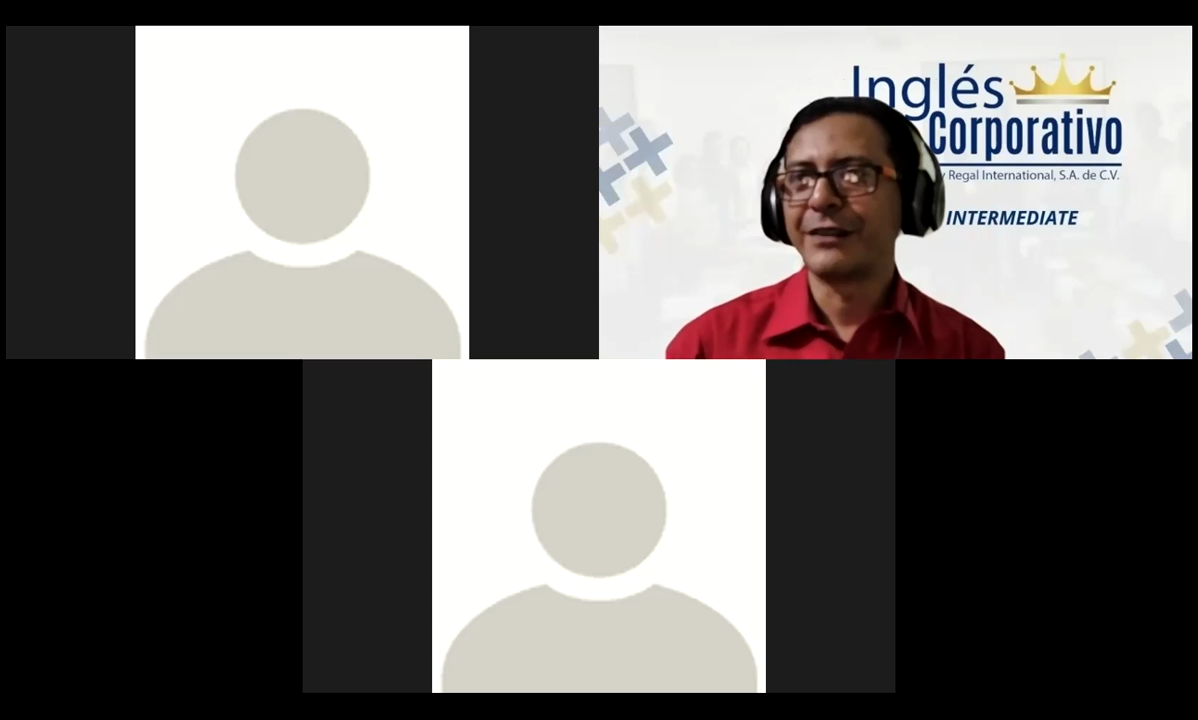 Inglés
Corporativo
y Regal International, S.A. de C.V.
INTERMEDIATE